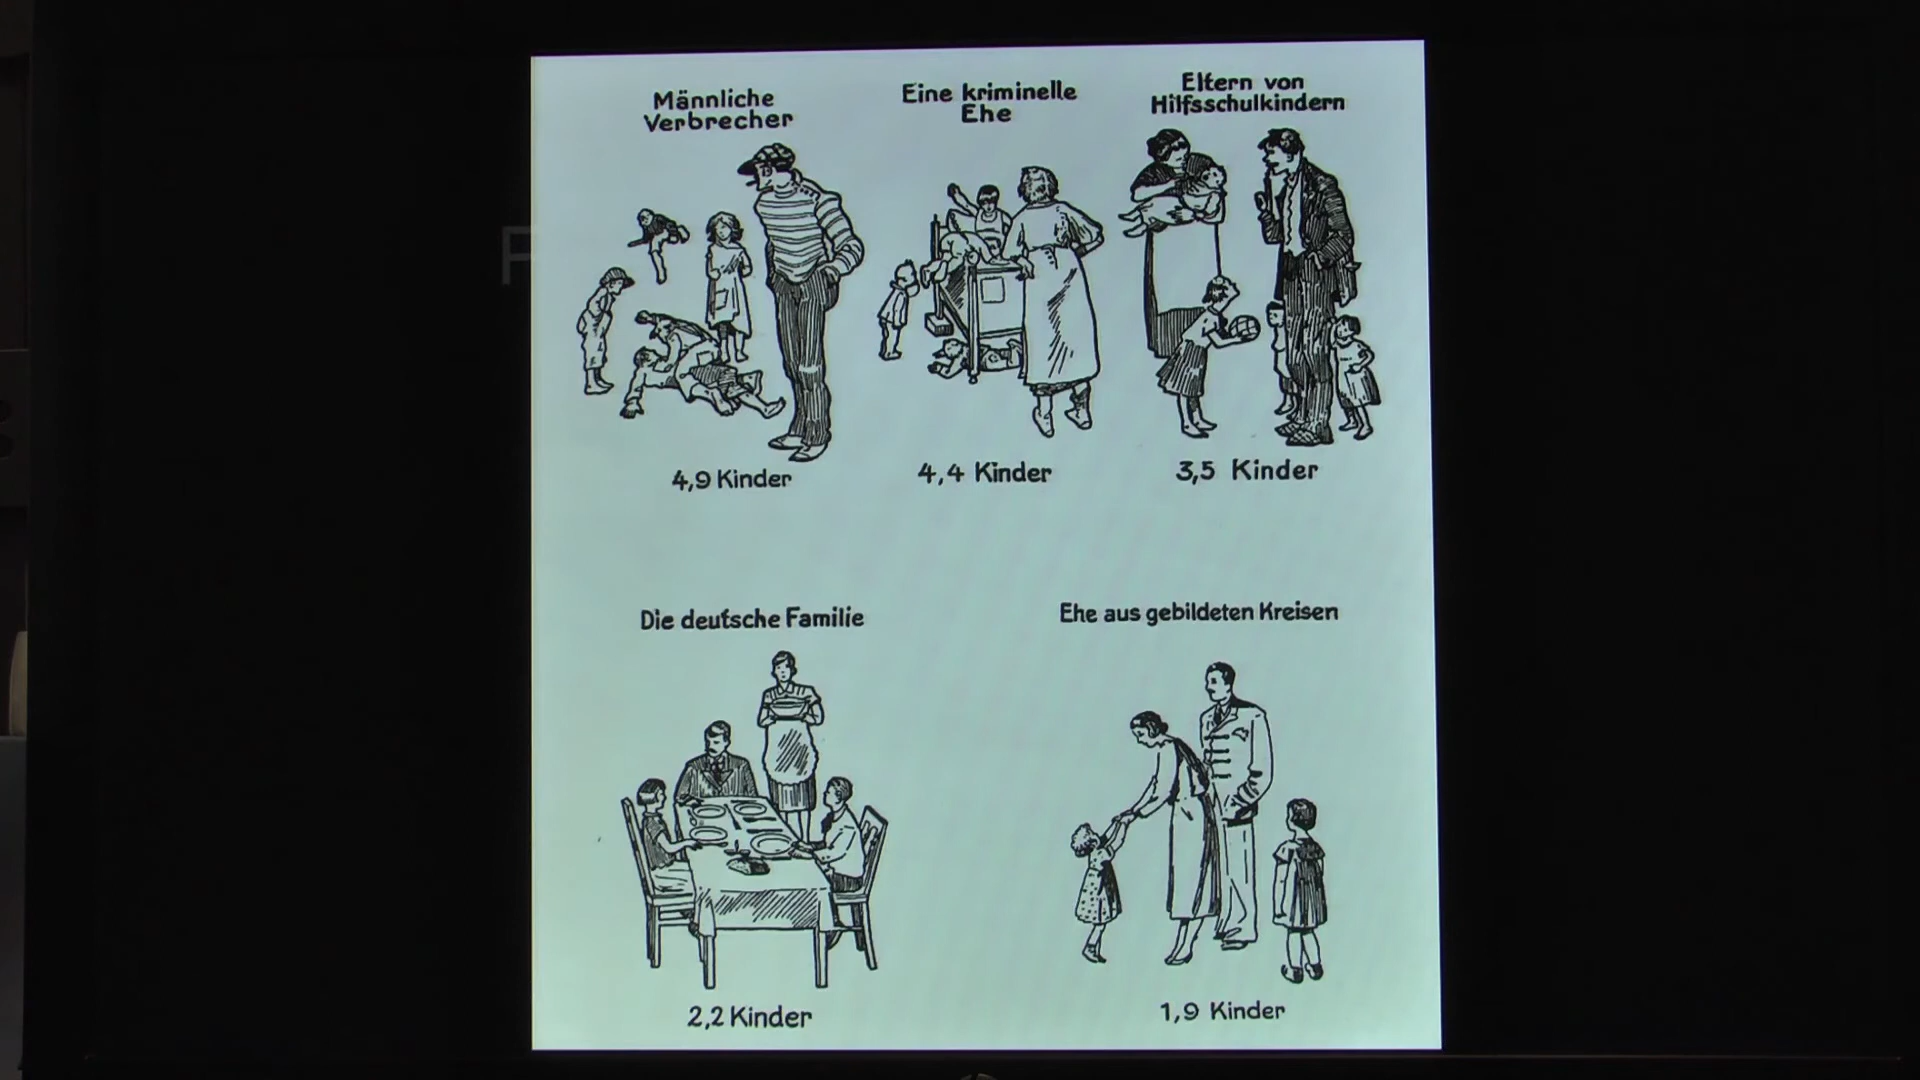 Männliche
Verbrecher
Eine kriminelle
Ehe
Eltern von
Hilfsschulkindern
4,9 Kinder
4,4 Kinder
3,5 Kinder
Die deutsche Familie
Ehe aus gebildeten Kreisen
2,2 Kinder
1,9 Kinder